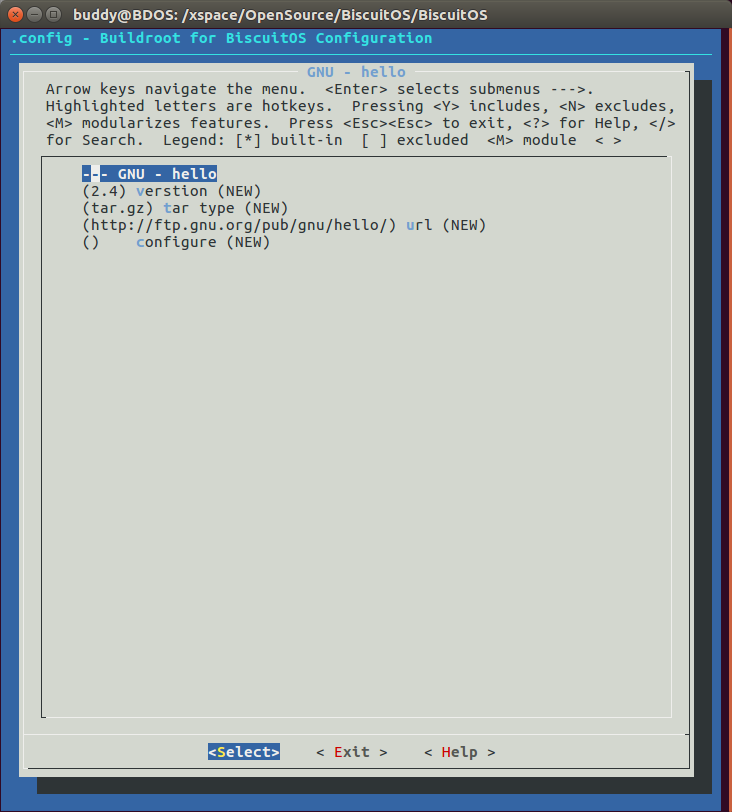 buddy@BDOS: /xspace/OpenSource/BiscuitOS/BiscuitOS
.config - Buildroot for BiscuitOS Configuration
GNU - hello
Arrow keys navigate the menu.  <Enter> selects submenus --->.
Highlighted letters are hotkeys.  Pressing <Y> includes, <N> excludes,
<M> modularizes features.  Press <Esc><Esc> to exit, <?> for Help, </>
for Search.  Legend: [*] built-in  [ ] excluded  <M> module  < >
--- GNU - hello
(2.4) verstion (NEW)
(tar.gz) tar type (NEW)
(http://ftp.gnu.org/pub/gnu/hello/) url (NEW)
()    configure (NEW)
<Select>    < Exit >    < Help >